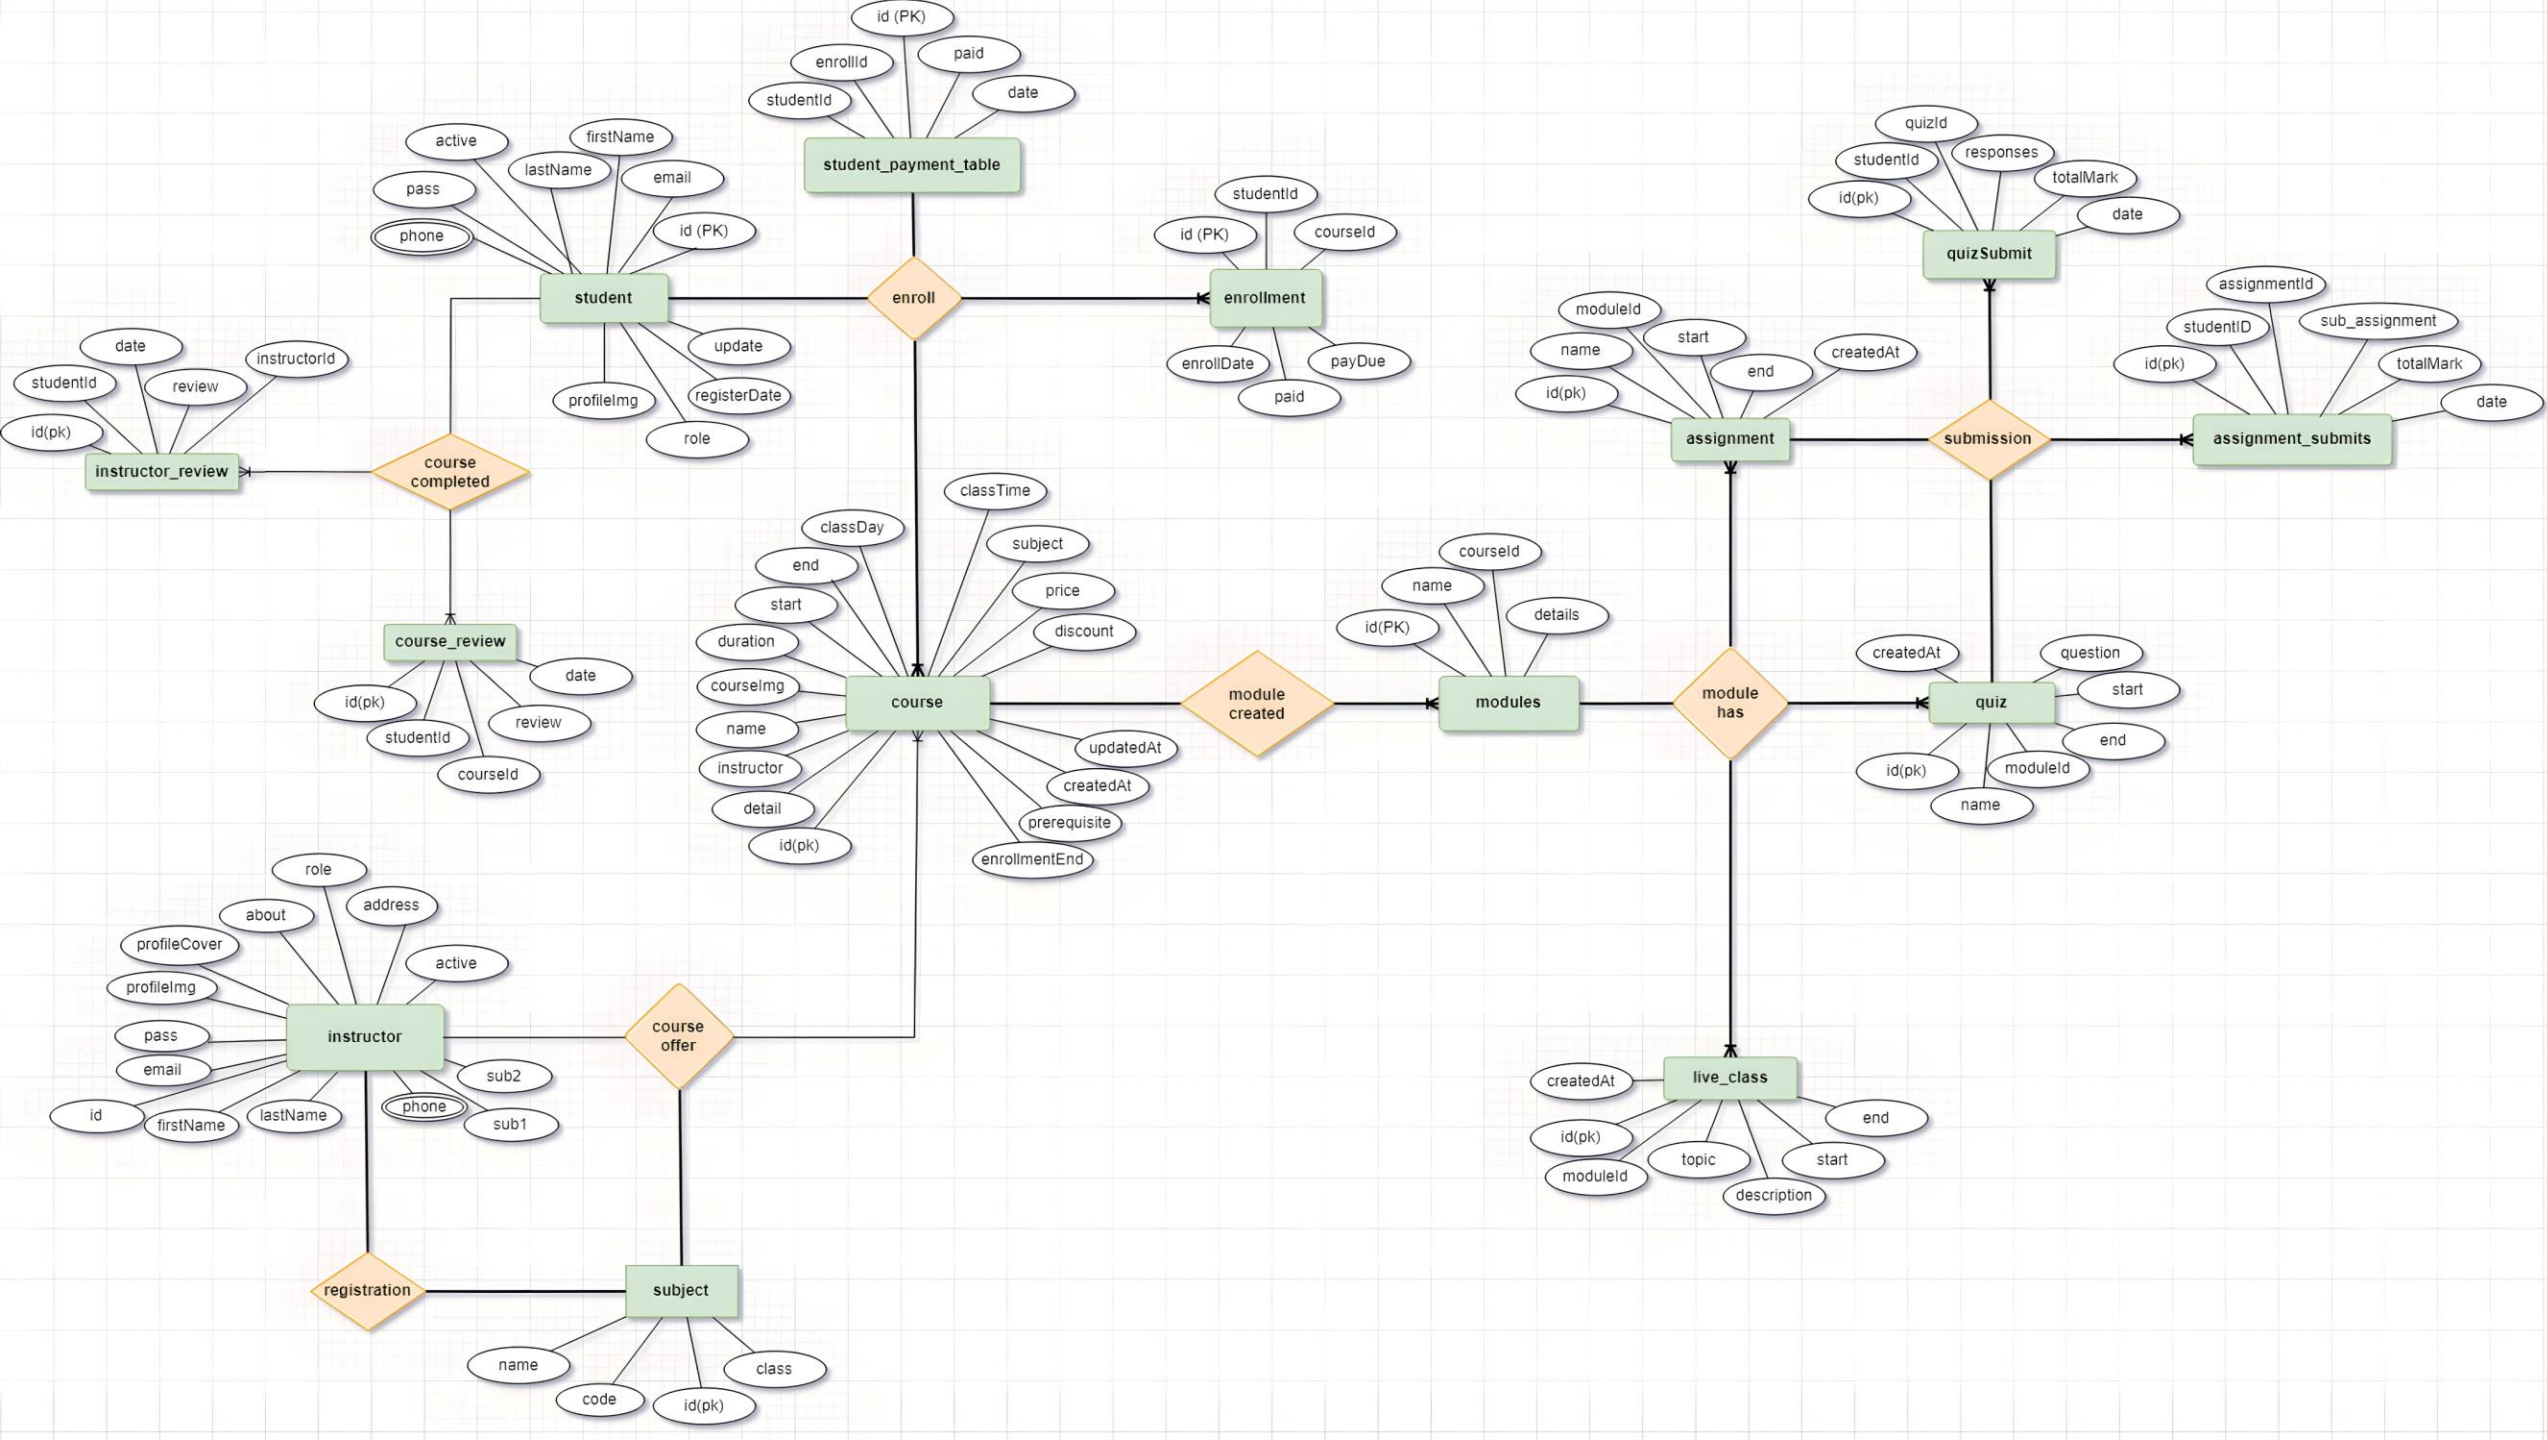 id (PK)
enrollId
paid
studentId
date
student_payment_table
active
firstName
lastName
email
pass
phone
id (PK)
student
update
registerDate
profileImg
role
enroll
studentId
id (PK)
courseId
enrollment
enrollDate
payDue
paid
quizId
studentId
responses
totalMark
id(pk)
date
quizSubmit
assignmentId
studentID
sub_assignment
id(pk)
totalMark
date
assignment_submits
moduleId
start
name
createdAt
end
id(pk)
assignment
submission
date
instructorId
studentId
review
id(pk)
instructor_review
course
completed
course_review
date
id(pk)
review
studentId
courseId
classTime
classDay
subject
end
price
start
discount
duration
courseImg
name
instructor
detail
id(pk)
course
updatedAt
createdAt
prerequisite
enrollmentEnd
module
created
courseId
name
details
id(PK)
modules
module
has
createdAt
question
start
quiz
end
id(pk)
moduleId
name
role
about
address
profileCover
active
profileImg
pass
email
id
firstName
lastName
phone
sub2
sub1
instructor
course
offer
live_class
createdAt
end
id(pk)
topic
start
moduleId
description
registration
subject
name
code
id(pk)
class